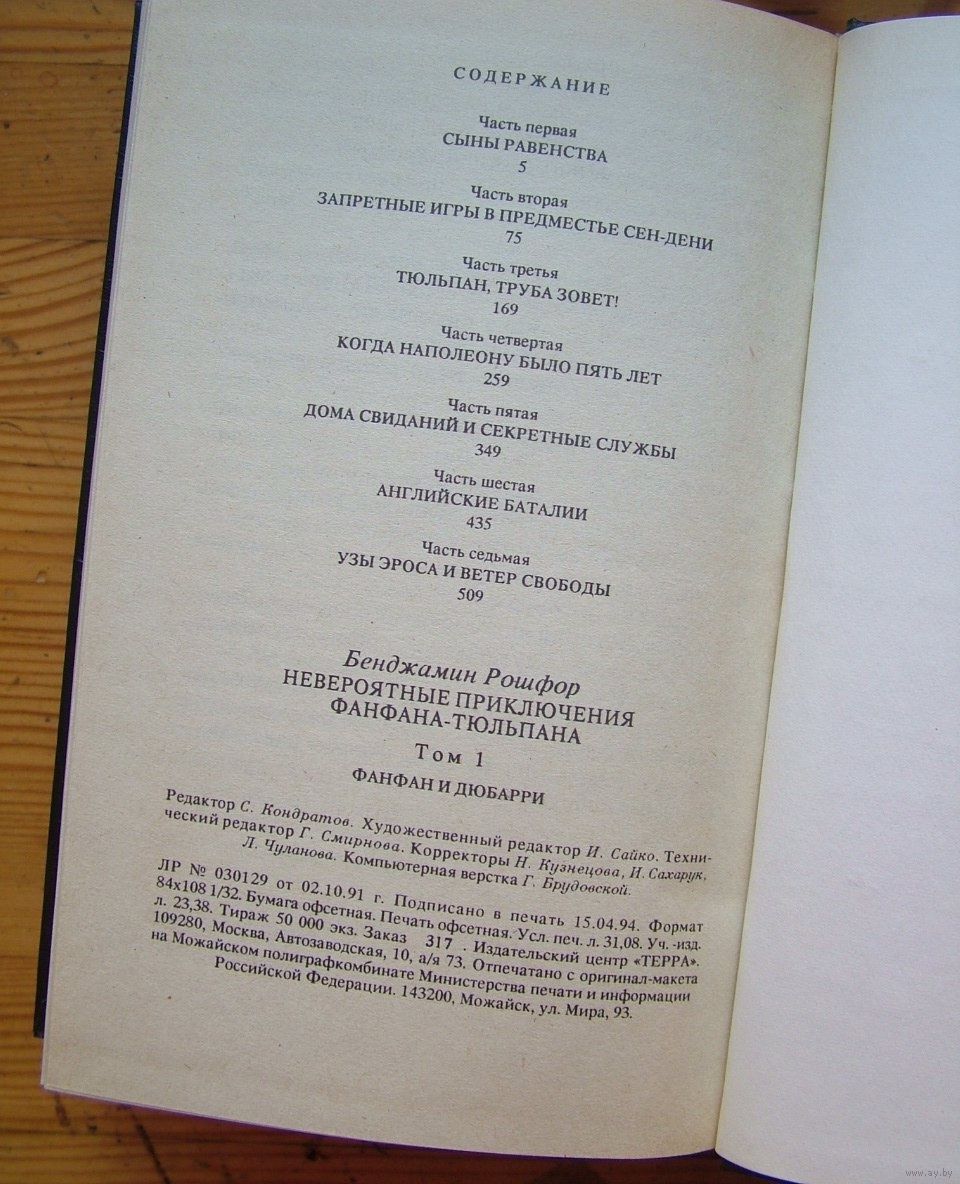 СОДЕРЖАНИЕ
Часть первая
СЫНЫ РАВЕНСТВА
5
Часть вторая
ЗАПРЕТНЫЕ ИГРЫ В ПРЕДМЕСТЬЕ СЕН-ДЕНИ
75
Часть третья
ТЮЛЬПАН, ТРУБА ЗОВЕТ!
169
Часть четвертая
КОГДА НАПОЛЕОНУ БЫЛО ПЯТЬ ЛЕТ
259
Часть пятая
ДОМА СВИДАНИЙ И СЕКРЕТНЫЕ СЛУЖБЫ
349
Часть шестая
АНГЛИЙСКИЕ БАТАЛИИ
435
Часть седьмая
УЗЫ ЭРОСА И ВЕТЕР СВОБОДЫ
509
Бенджамин Рошфор
НЕВЕРОЯТНЫЕ ПРИКЛЮЧЕНИЯ
ФАНФАНА-ТЮЛЬПАНА
Том 1
ФАНФАН И ДЮБАРРИ
Редактор С. Кондратов. Художественный редактор И. Сайко. Техни-
ческий редактор Г. Смирнова. Корректоры Н. Кузнецова, И. Сахарук,
Л. Чуланова. Компьютерная верстка Г. Брудовской.
ЛР № 030129 от 02.10.91 г. Подписано в печать 15.04.94. Формат
84x108 1/32. Бумага офсетная. Печать офсетная. Усл. печ. л. 31,08. Уч. -изд.
л. 23,38. Тираж 50 000 экз. Заказ 317 . Издательский центр «ТЕРРА».
109280, Москва, Автозаводская, 10, а/я 73. Отпечатано с оригинал-макета
на Можайском полиграфкомбинате Министерства печати и информации
Российской Федерации. 143200, Можайск, ул. Мира, 93.
www.ay.by